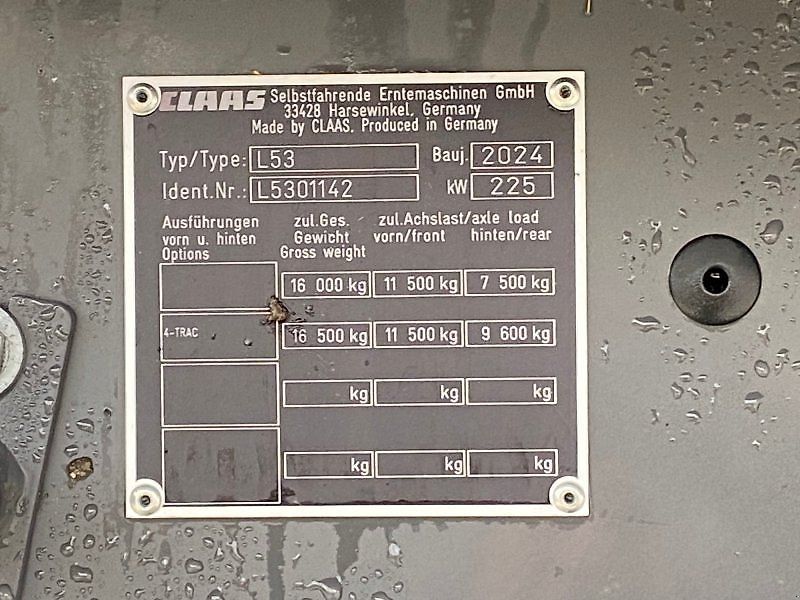 CLAAS Selbstfahrende Erntemaschinen GmbH
33428 Harsewinkel, Germany
Made by CLAAS, Produced in Germany
Typ/Type: L53 Bauj. 2024
Ident.Nr.: L5301142 kW 225
Ausführungen zul.Ges. zul.Achslast/axle load
vorn u. hinten Gewicht vorn/front hinten/rear
Options Gross weight
16 000 kg 11 500 kg 7 500 kg
4-TRAC 16 500 kg 11 500 kg 9 600 kg
kg kg kg
kg kg kg